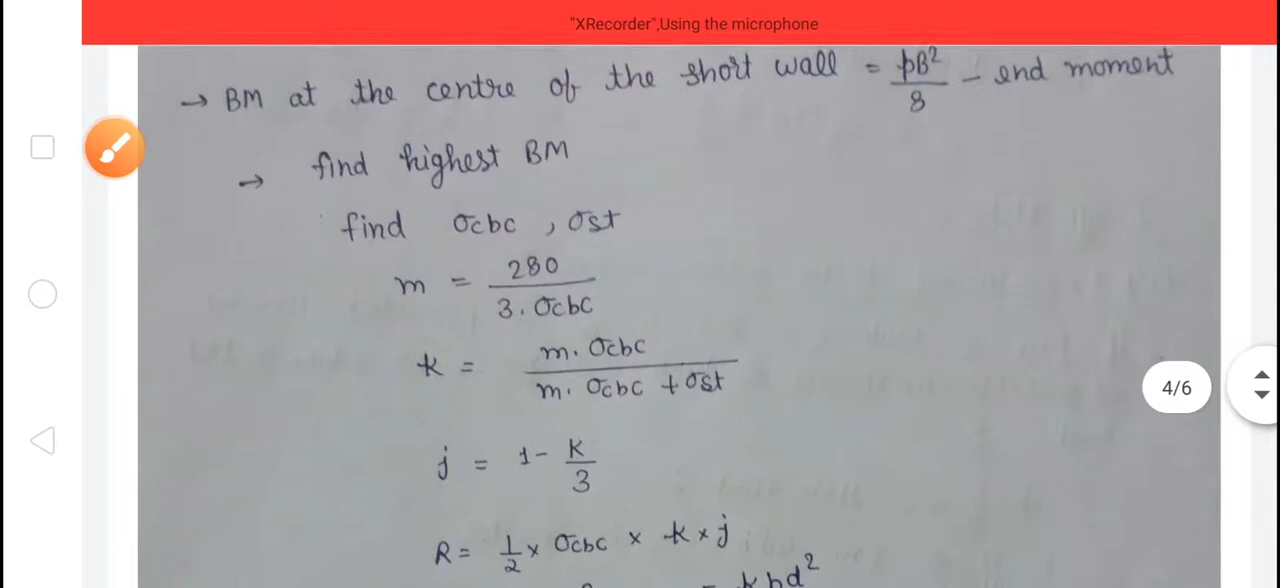 "XRecorder",Using the microphone
→ BM at the centre of the short wall = pB²/8 - end moment
→ find highest BM
find σcbc , σst
m = 280 / 3.σcbc
k = m.σcbc / m.σcbc + σst
4/6
j = 1 - k/3
R = 1/2 × σcbc × k × j
= kbd²